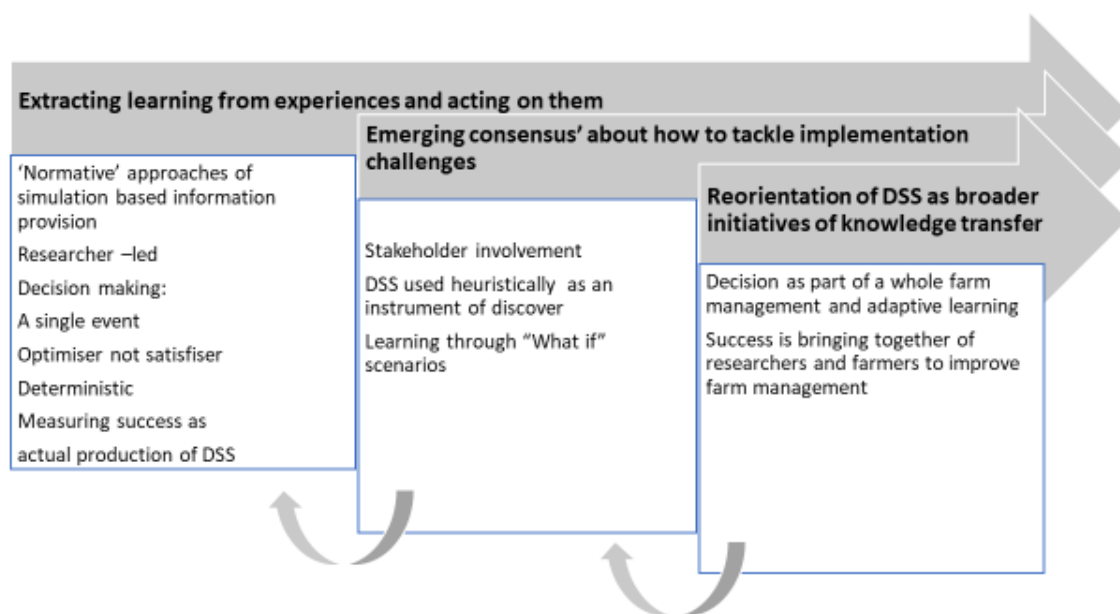 Extracting learning from experiences and acting on them
'Normative' approaches of
simulation based information
provision
Researcher –led
Decision making:
A single event
Optimiser not satisfiser
Deterministic
Measuring success as
actual production of DSS
Emerging consensus' about how to tackle implementation
challenges
Stakeholder involvement
DSS used heuristically as an
instrument of discover
Learning through "What if"
scenarios
Reorientation of DSS as broader
initiatives of knowledge transfer
Decision as part of a whole farm
management and adaptive learning
Success is bringing together of
researchers and farmers to improve
farm management